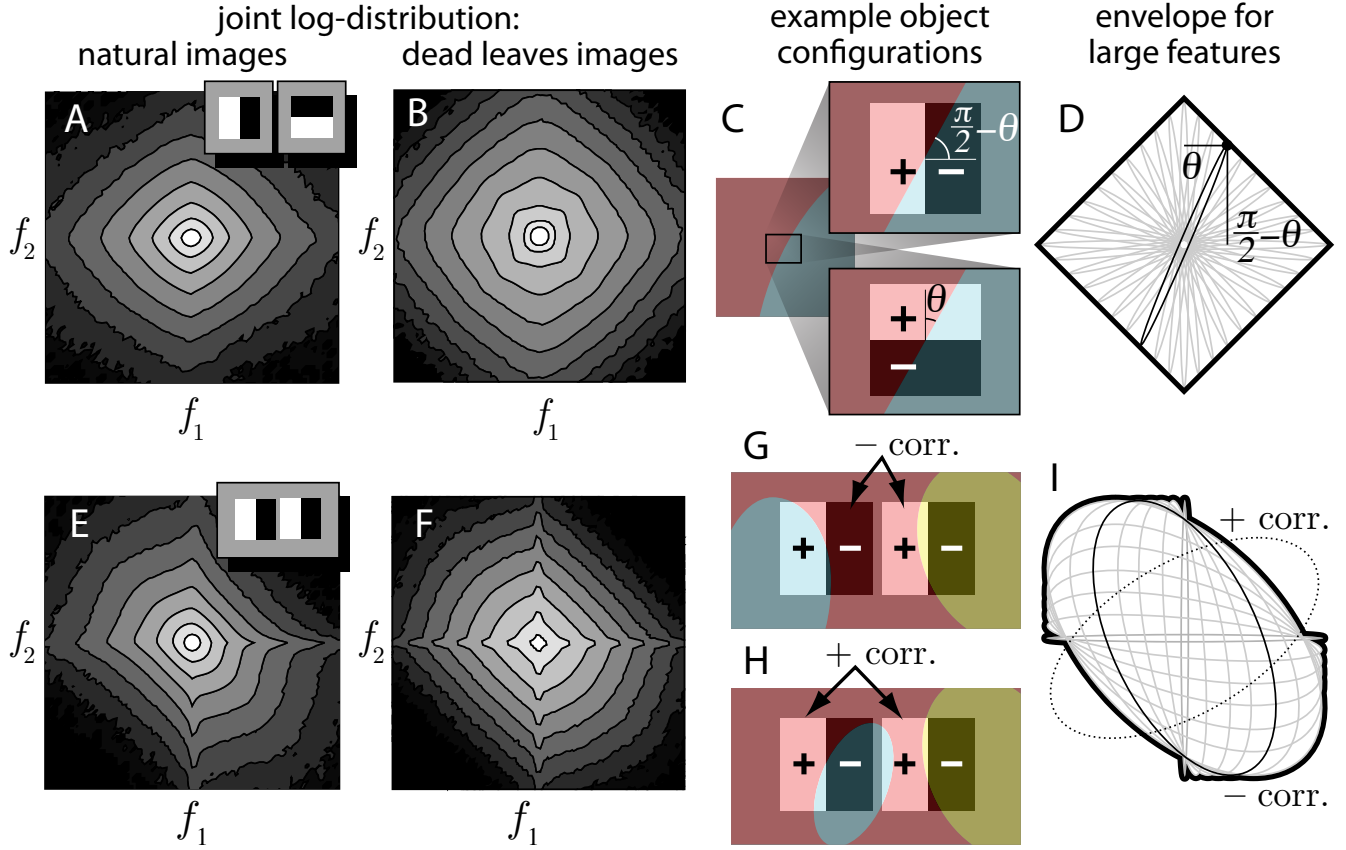 joint log-distribution:
natural images
dead leaves images
example object
configurations
envelope for
large features
A
B
C
D
f₂
f₂
f₁
f₁
+
−
π/2−θ
+
−
θ
θ
π/2−θ
E
F
G
− corr.
+ − + −
H
+ corr.
+ − + −
I
+ corr.
− corr.
f₂
f₂
f₁
f₁